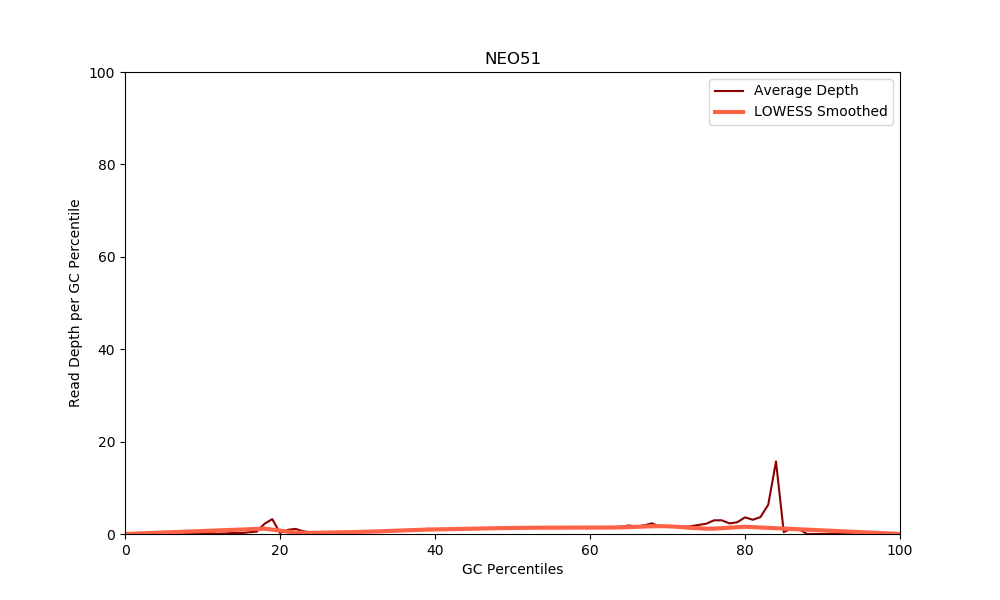 NEO51
Average Depth
LOWESS Smoothed
Read Depth per GC Percentile
100
80
60
40
20
0
0 20 40 60 80 100
GC Percentiles